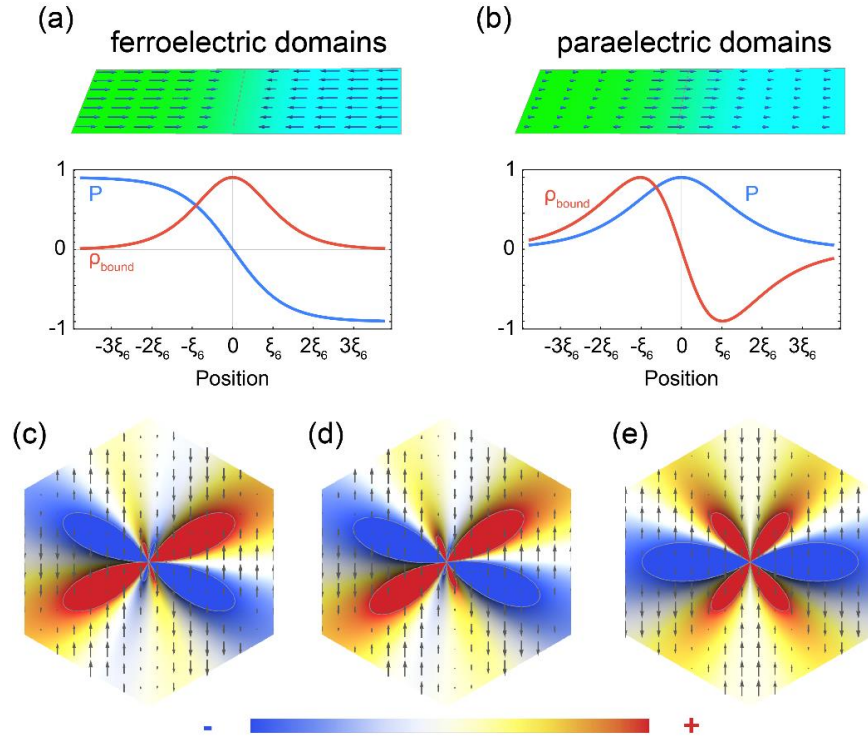 (a)
ferroelectric domains
1
P
0
ρbound
-1
-3ξ6 -2ξ6 -ξ6 0 ξ6 2ξ6 3ξ6
Position
(b)
paraelectric domains
1
ρbound P
0
-1
-3ξ6 -2ξ6 -ξ6 0 ξ6 2ξ6 3ξ6
Position
(c)
(d)
(e)
- +